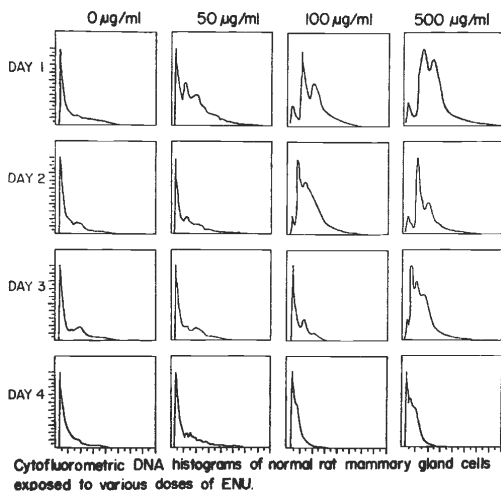 0 µg/ml 50 µg/ml 100 µg/ml 500 µg/ml
DAY 1
DAY 2
DAY 3
DAY 4
Cytofluorometric DNA histograms of normal rat mammary gland cells
exposed to various doses of ENU.